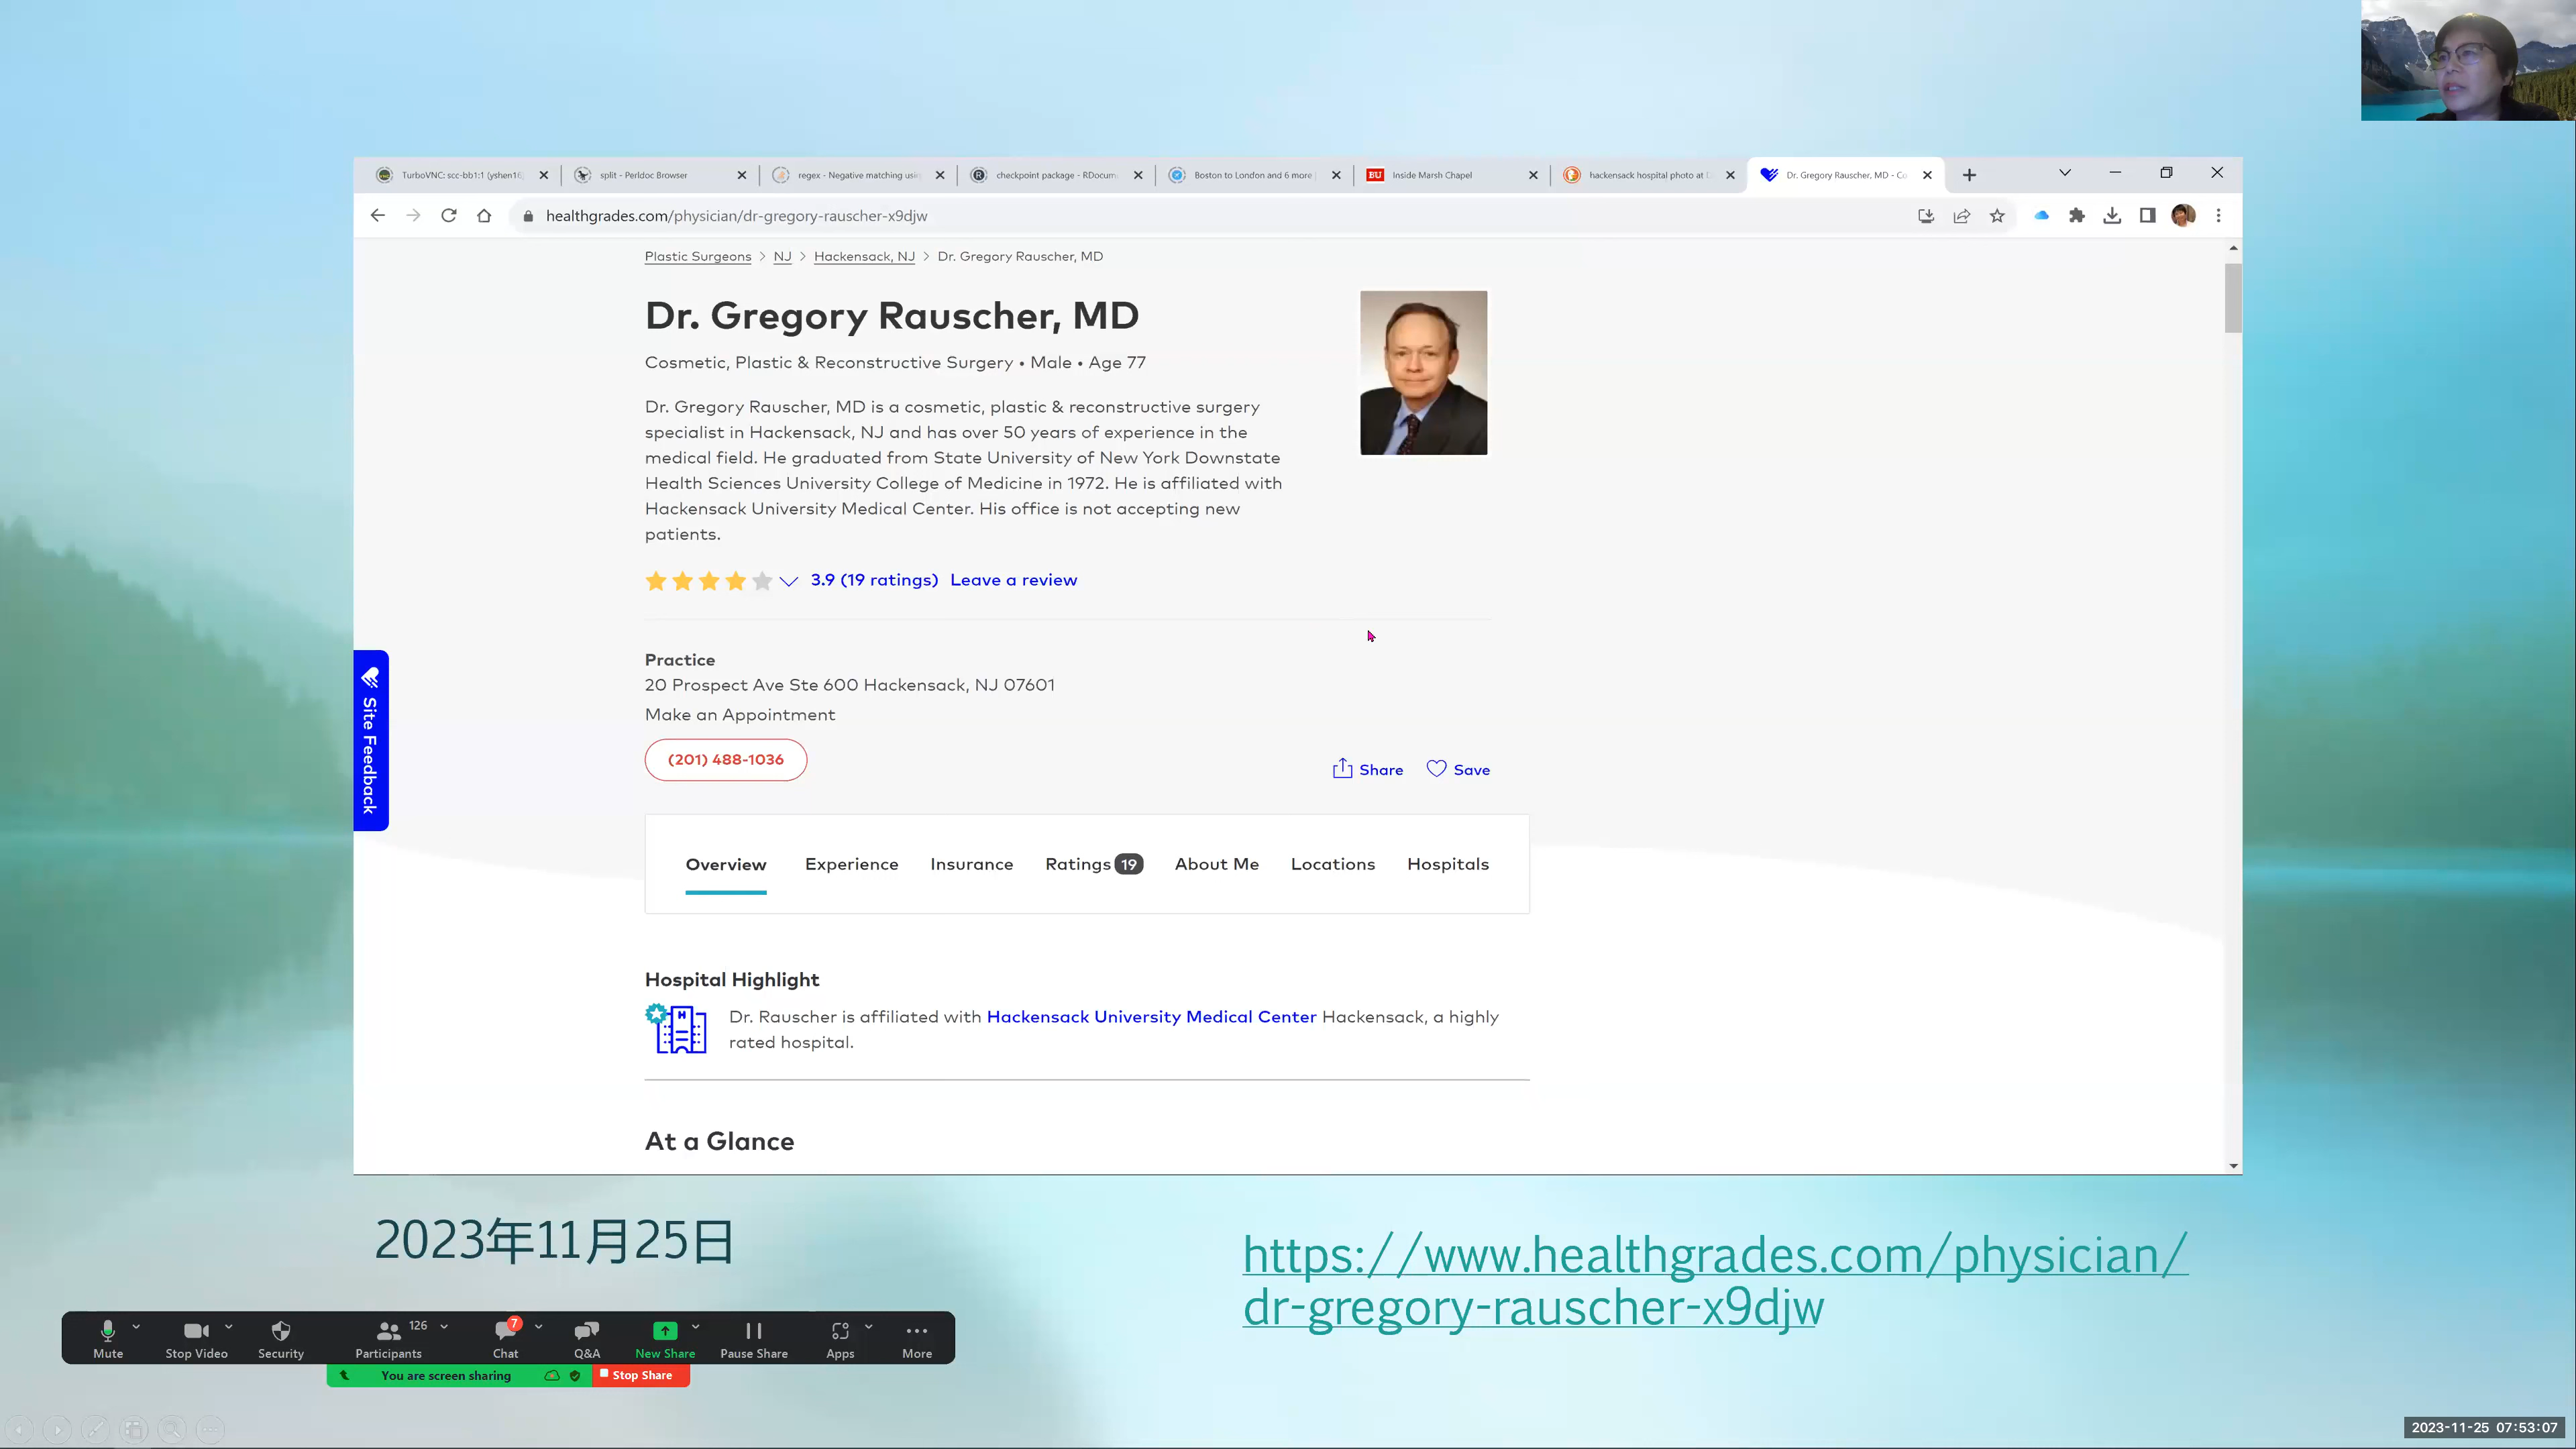 TurboVNC: scc-bb1:1 (yshen16
split - Perldoc Browser
regex - Negative matching usin
checkpoint package - RDocum
Boston to London and 6 more
BU Inside Marsh Chapel
hackensack hospital photo at
Dr. Gregory Rauscher, MD - Co
healthgrades.com/physician/dr-gregory-rauscher-x9djw
Plastic Surgeons > NJ > Hackensack, NJ > Dr. Gregory Rauscher, MD
Dr. Gregory Rauscher, MD
Cosmetic, Plastic & Reconstructive Surgery • Male • Age 77
Dr. Gregory Rauscher, MD is a cosmetic, plastic & reconstructive surgery
specialist in Hackensack, NJ and has over 50 years of experience in the
medical field. He graduated from State University of New York Downstate
Health Sciences University College of Medicine in 1972. He is affiliated with
Hackensack University Medical Center. His office is not accepting new
patients.
3.9 (19 ratings) Leave a review
Practice
20 Prospect Ave Ste 600 Hackensack, NJ 07601
Make an Appointment
(201) 488-1036
Share Save
Site Feedback
Overview Experience Insurance Ratings 19 About Me Locations Hospitals
Hospital Highlight
H
Dr. Rauscher is affiliated with Hackensack University Medical Center Hackensack, a highly
rated hospital.
At a Glance
2023年11月25日
https://www.healthgrades.com/physician/
dr-gregory-rauscher-x9djw
126 7
Mute Stop Video Security Participants Chat Q&A New Share Pause Share Apps More
You are screen sharing Stop Share
2023-11-25 07:53:07